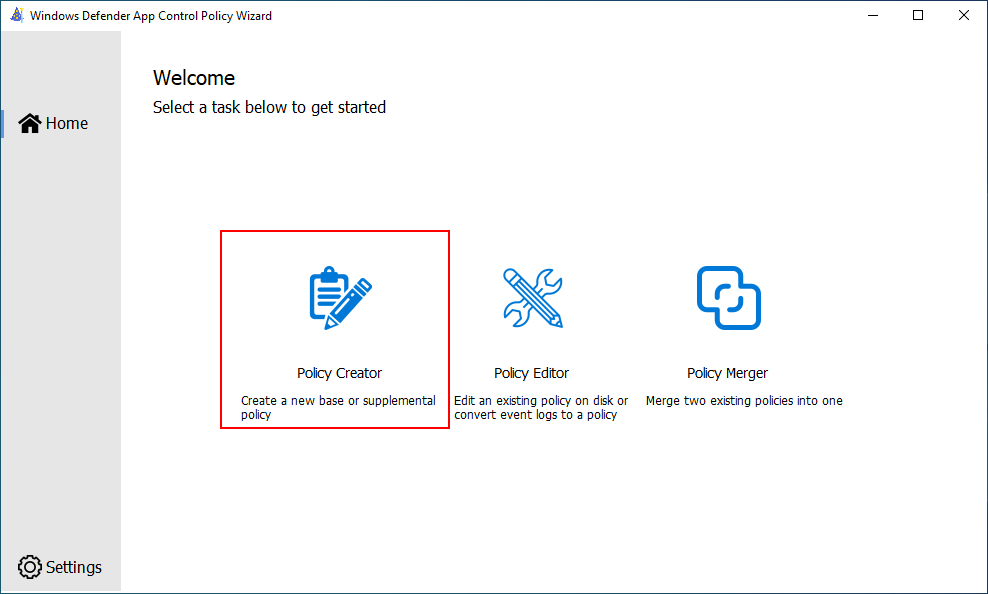 Windows Defender App Control Policy Wizard
Welcome
Select a task below to get started
Home
Policy Creator
Create a new base or supplemental
policy
Policy Editor
Edit an existing policy on disk or
convert event logs to a policy
Policy Merger
Merge two existing policies into one
Settings